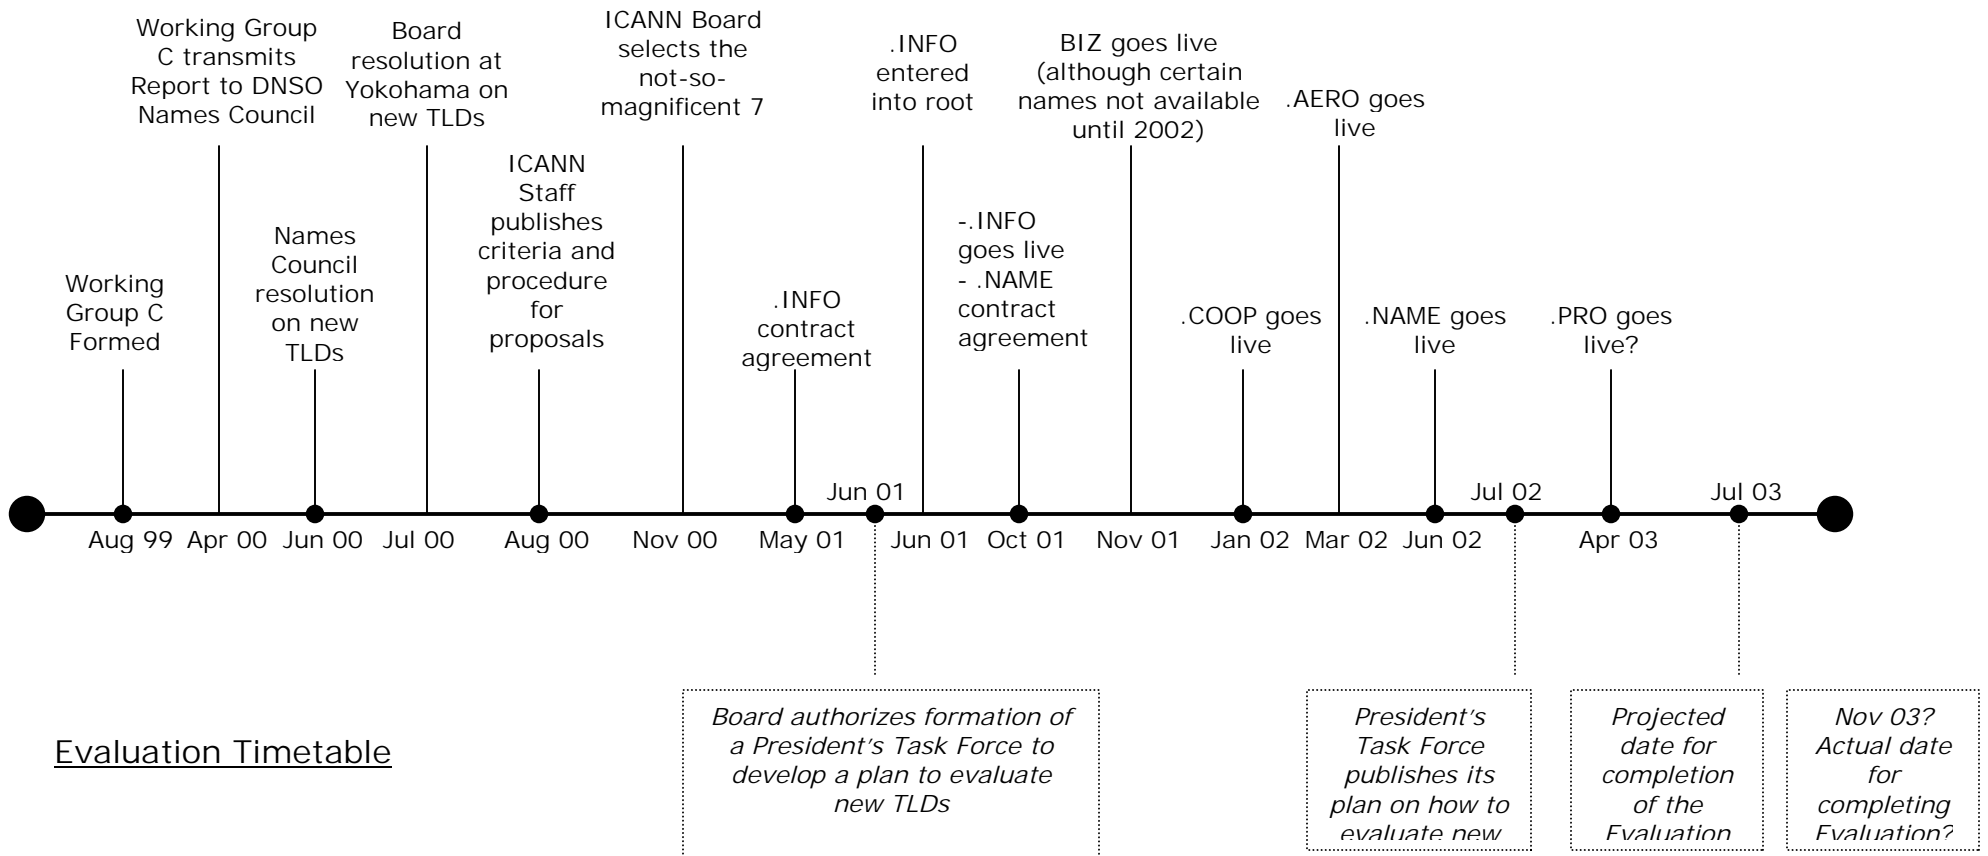 Working Group
C transmits
Report to DNSO
Names Council
Board
resolution at
Yokohama on
new TLDs
ICANN Board
selects the
not-so-
magnificent 7
.INFO
entered
into root
BIZ goes live
(although certain
names not available
until 2002)
.AERO goes
live
Working
Group C
Formed
Names
Council
resolution
on new
TLDs
ICANN
Staff
publishes
criteria and
procedure
for
proposals
.INFO
contract
agreement
-.INFO
goes live
- .NAME
contract
agreement
.COOP goes
live
.NAME goes
live
.PRO goes
live?
Jun 01
Jul 02
Jul 03
Aug 99
Apr 00
Jun 00
Jul 00
Aug 00
Nov 00
May 01
Jun 01
Oct 01
Nov 01
Jan 02
Mar 02
Jun 02
Apr 03
Evaluation Timetable
Board authorizes formation of
a President's Task Force to
develop a plan to evaluate
new TLDs
President's
Task Force
publishes its
plan on how to
evaluate new
Projected
date for
completion
of the
Evaluation
Nov 03?
Actual date
for
completing
Evaluation?